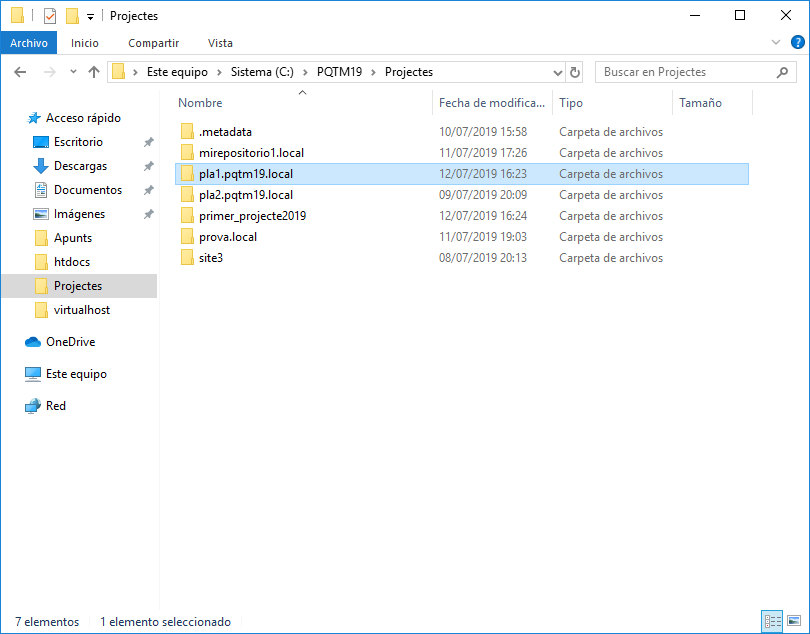 Projectes
Archivo Inicio Compartir Vista ?
Este equipo Sistema (C:) PQTM19 Projectes Buscar en Projectes
Nombre Fecha de modifica... Tipo Tamaño
Acceso rápido
Escritorio
Descargas
Documentos
Imágenes
Apunts
htdocs
Projectes
virtualhost
OneDrive
Este equipo
Red
.metadata 10/07/2019 15:58 Carpeta de archivos
mirepositorio1.local 11/07/2019 17:26 Carpeta de archivos
pla1.pqtm19.local 12/07/2019 16:23 Carpeta de archivos
pla2.pqtm19.local 09/07/2019 20:09 Carpeta de archivos
primer_projecte2019 12/07/2019 16:24 Carpeta de archivos
prova.local 11/07/2019 19:03 Carpeta de archivos
site3 08/07/2019 20:13 Carpeta de archivos
7 elementos 1 elemento seleccionado